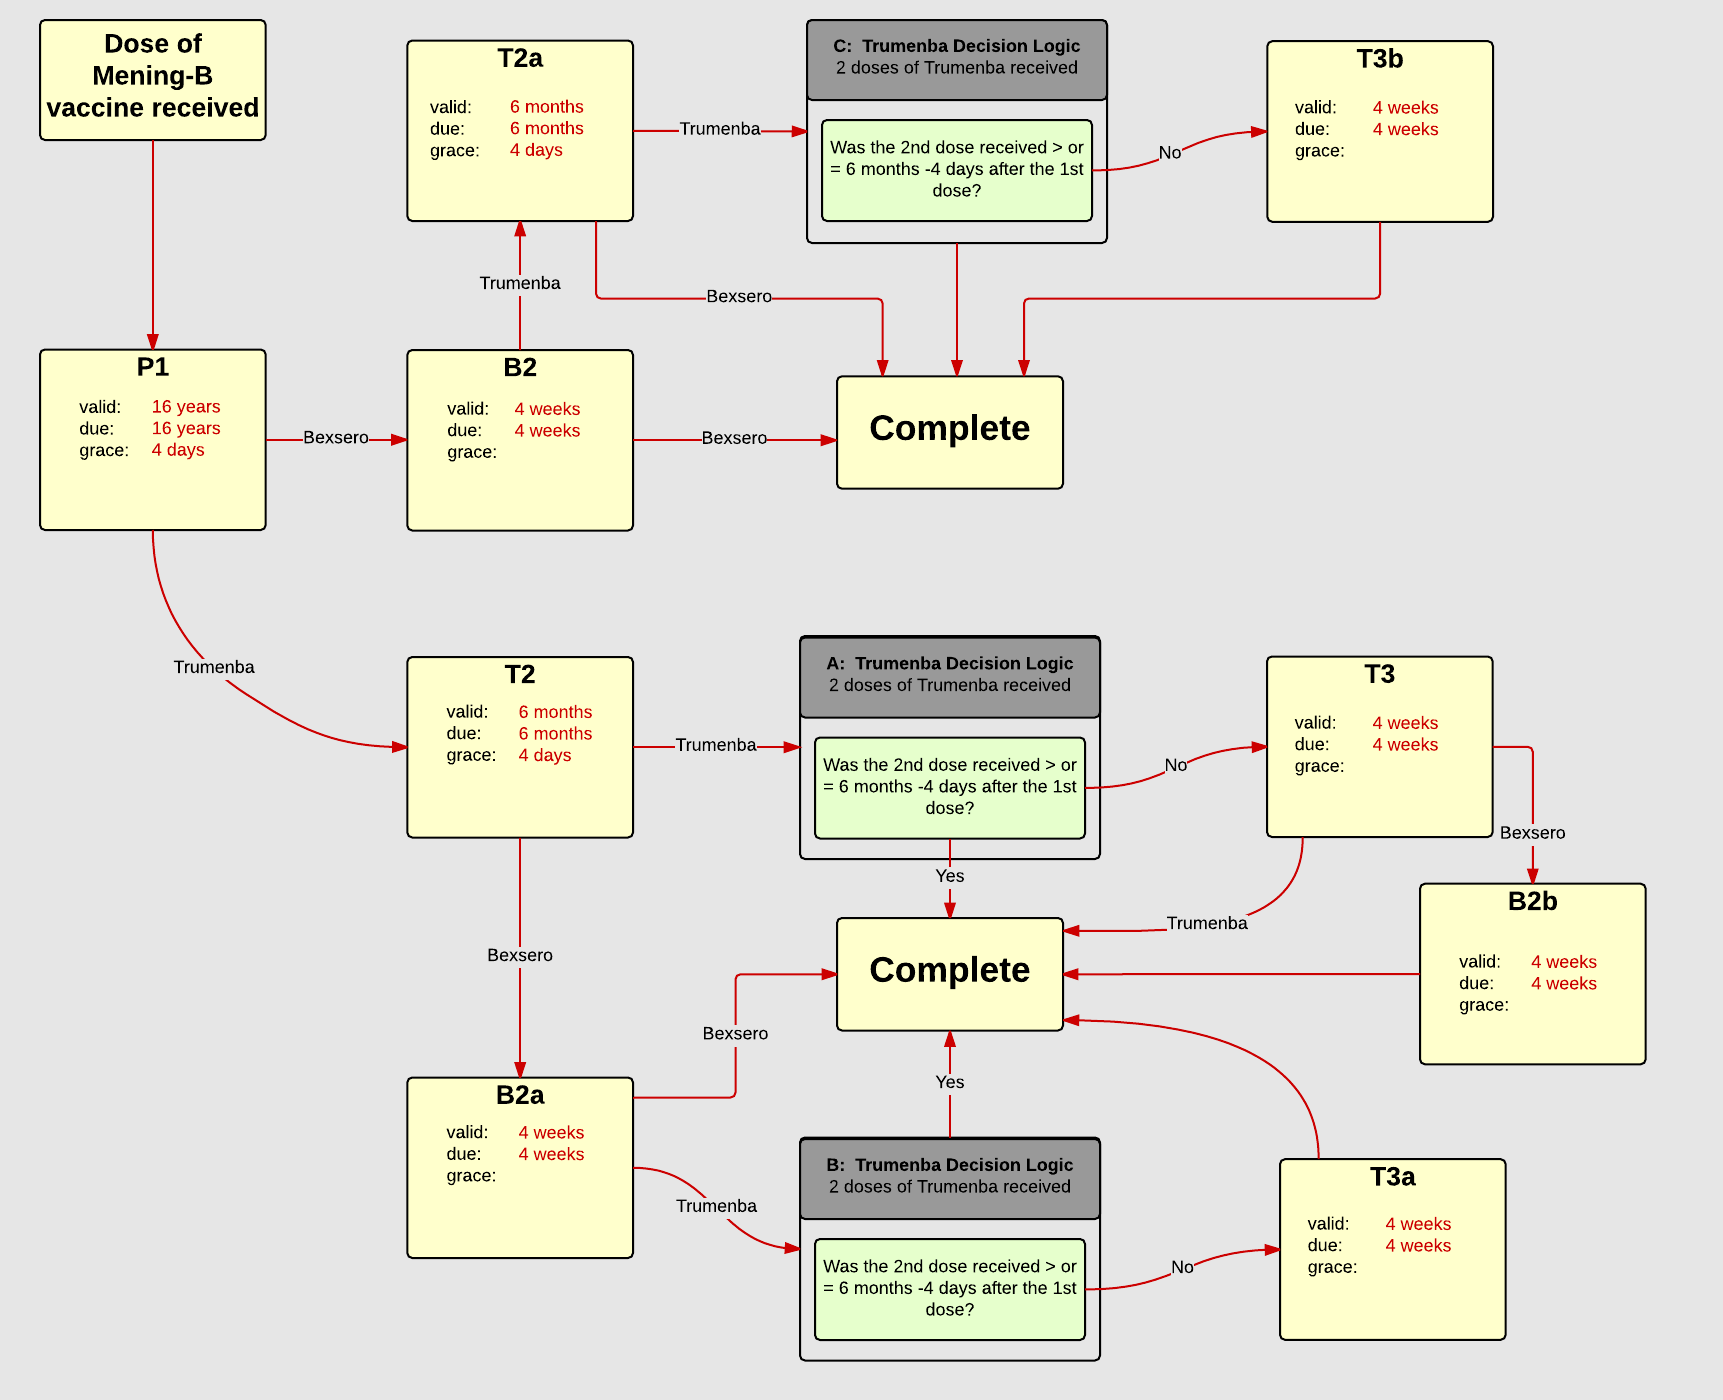 Dose of
Mening-B
vaccine received
T2a
valid: 6 months
due: 6 months
grace: 4 days
Trumenba
C: Trumenba Decision Logic
2 doses of Trumenba received
Was the 2nd dose received > or
= 6 months -4 days after the 1st
dose?
No
T3b
valid: 4 weeks
due: 4 weeks
grace:
Trumenba
Bexsero
P1
valid: 16 years
due: 16 years
grace: 4 days
Bexsero
B2
valid: 4 weeks
due: 4 weeks
grace:
Bexsero
Complete
Trumenba
T2
valid: 6 months
due: 6 months
grace: 4 days
Trumenba
A: Trumenba Decision Logic
2 doses of Trumenba received
Was the 2nd dose received > or
= 6 months -4 days after the 1st
dose?
No
T3
valid: 4 weeks
due: 4 weeks
grace:
Bexsero
Yes
Trumenba
B2b
valid: 4 weeks
due: 4 weeks
grace:
Bexsero
Complete
Bexsero
Yes
B2a
valid: 4 weeks
due: 4 weeks
grace:
Trumenba
B: Trumenba Decision Logic
2 doses of Trumenba received
Was the 2nd dose received > or
= 6 months -4 days after the 1st
dose?
No
T3a
valid: 4 weeks
due: 4 weeks
grace: